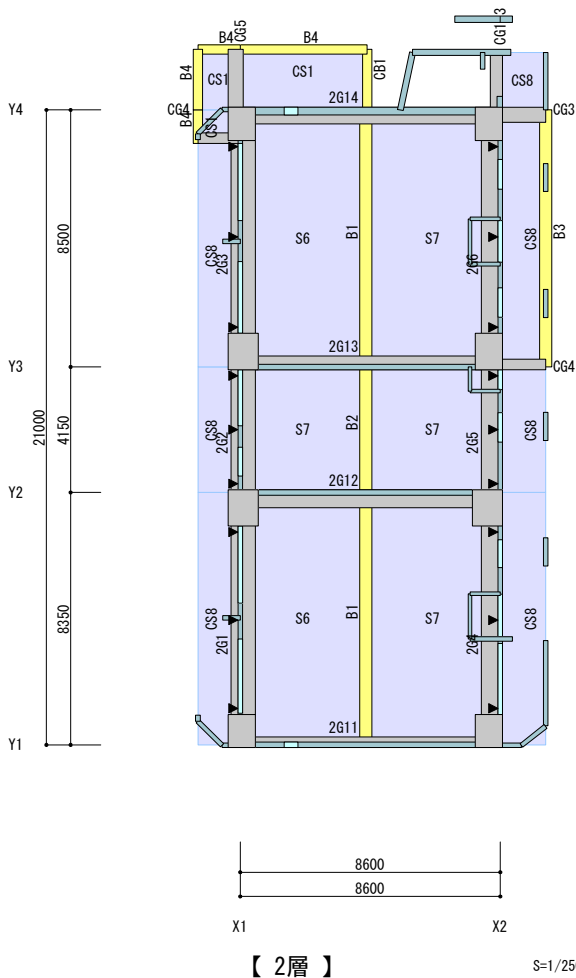 CG1 3
CG5
B4 B4
B4 CS1 CS1 CB1 CS8
Y4 CG4 2G14 CG3
B4 CS1
8500 CS8 2G3 S6 B1 S7 2G6 CS8 B3
2G13
Y3 CG4
21000 4150 CS8 2G2 S7 B2 S7 2G5 CS8
Y2 2G12
8350 CS8 2G1 S6 B1 S7 2G4 CS8
2G11
Y1
8600
8600
X1 X2
【 2層 】 S=1/25